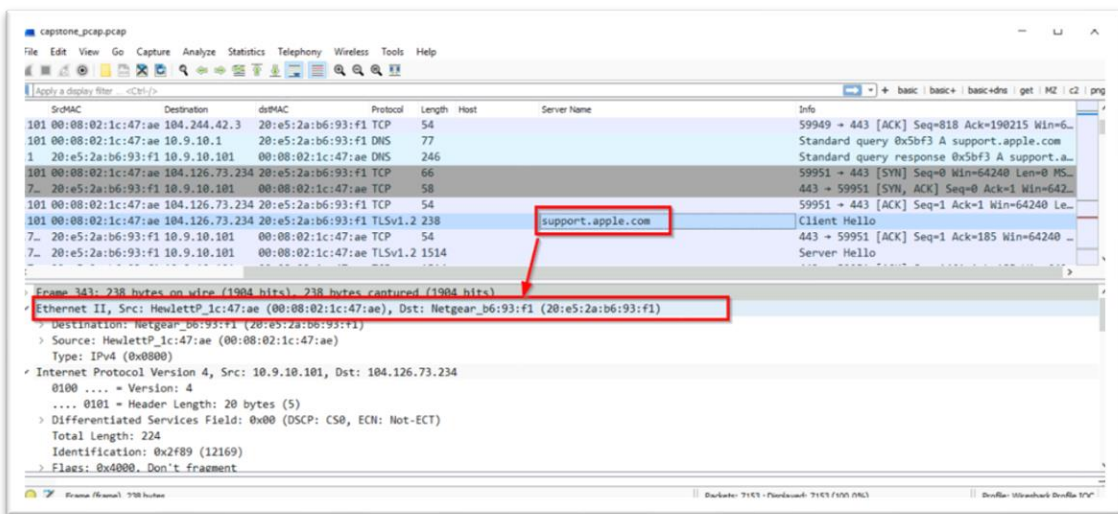 capstone_pcap.pcap
File Edit View Go Capture Analyze Statistics Telephony Wireless Tools Help
Apply a display filter ... <Ctrl-/> + basic basic+ basic+dns get MZ c2 png
SrcMAC Destination dstMAC Protocol Length Host Server Name Info
101 00:08:02:1c:47:ae 104.244.42.3 20:e5:2a:b6:93:f1 TCP 54 59949 → 443 [ACK] Seq=818 Ack=190215 Win=6…
101 00:08:02:1c:47:ae 10.9.10.1 20:e5:2a:b6:93:f1 DNS 77 Standard query 0x5bf3 A support.apple.com
1 20:e5:2a:b6:93:f1 10.9.10.101 00:08:02:1c:47:ae DNS 246 Standard query response 0x5bf3 A support.a…
101 00:08:02:1c:47:ae 104.126.73.234 20:e5:2a:b6:93:f1 TCP 66 59951 → 443 [SYN] Seq=0 Win=64240 Len=0 MS…
7… 20:e5:2a:b6:93:f1 10.9.10.101 00:08:02:1c:47:ae TCP 58 443 → 59951 [SYN, ACK] Seq=0 Ack=1 Win=642…
101 00:08:02:1c:47:ae 104.126.73.234 20:e5:2a:b6:93:f1 TCP 54 59951 → 443 [ACK] Seq=1 Ack=1 Win=64240 Le…
101 00:08:02:1c:47:ae 104.126.73.234 20:e5:2a:b6:93:f1 TLSv1.2 238 support.apple.com Client Hello
7… 20:e5:2a:b6:93:f1 10.9.10.101 00:08:02:1c:47:ae TCP 54 443 → 59951 [ACK] Seq=1 Ack=185 Win=64240 …
7… 20:e5:2a:b6:93:f1 10.9.10.101 00:08:02:1c:47:ae TLSv1.2 1514 Server Hello
Frame 343: 238 bytes on wire (1904 bits), 238 bytes captured (1904 bits)
Ethernet II, Src: HewlettP_1c:47:ae (00:08:02:1c:47:ae), Dst: Netgear_b6:93:f1 (20:e5:2a:b6:93:f1)
Destination: Netgear_b6:93:f1 (20:e5:2a:b6:93:f1)
Source: HewlettP_1c:47:ae (00:08:02:1c:47:ae)
Type: IPv4 (0x0800)
Internet Protocol Version 4, Src: 10.9.10.101, Dst: 104.126.73.234
0100 .... = Version: 4
.... 0101 = Header Length: 20 bytes (5)
Differentiated Services Field: 0x00 (DSCP: CS0, ECN: Not-ECT)
Total Length: 224
Identification: 0x2f89 (12169)
Flags: 0x4000, Don't fragment
Frame (frame), 238 bytes Packets: 7153 · Displayed: 7153 (100.0%) Profile: Wireshark Profile IOC